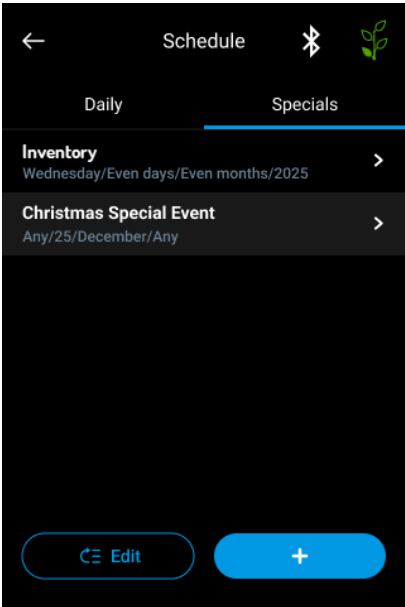 Schedule
Daily
Specials
Inventory
Wednesday/Even days/Even months/2025
Christmas Special Event
Any/25/December/Any
Edit
+